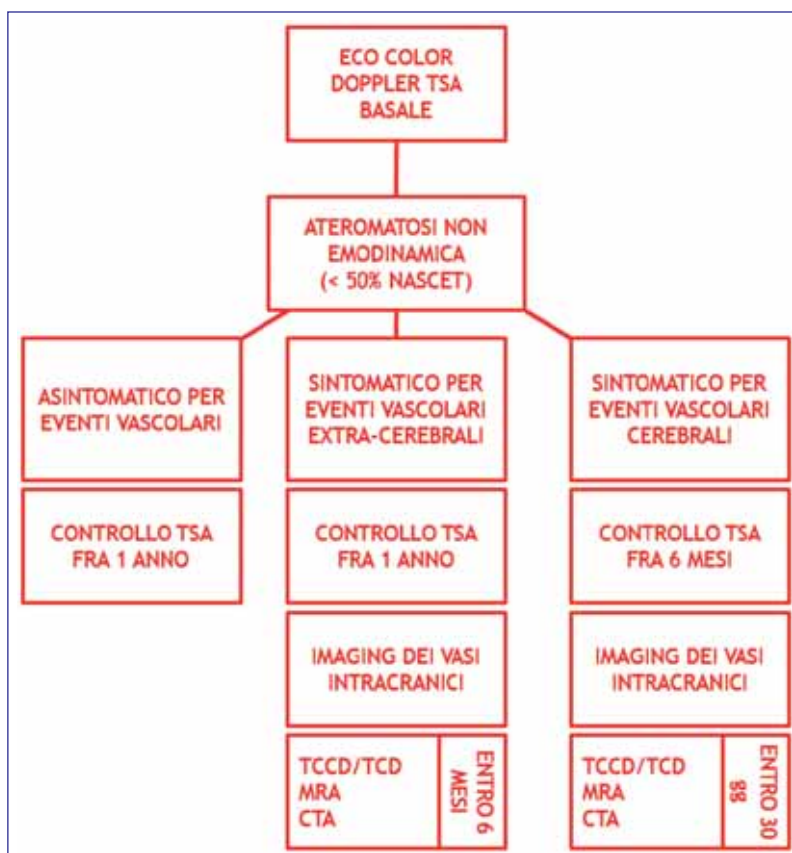 ECO COLOR
DOPPLER TSA
BASALE
ATEROMATOSI NON
EMODINAMICA
(< 50% NASCET)
ASINTOMATICO PER
EVENTI VASCOLARI
CONTROLLO TSA
FRA 1 ANNO
SINTOMATICO PER
EVENTI VASCOLARI
EXTRA-CEREBRALI
CONTROLLO TSA
FRA 1 ANNO
IMAGING DEI VASI
INTRACRANICI
TCCD/TCD
MRA
CTA
ENTRO 6
MESI
SINTOMATICO PER
EVENTI VASCOLARI
CEREBRALI
CONTROLLO TSA
FRA 6 MESI
IMAGING DEI VASI
INTRACRANICI
TCCD/TCD
MRA
CTA
ENTRO 30
gg